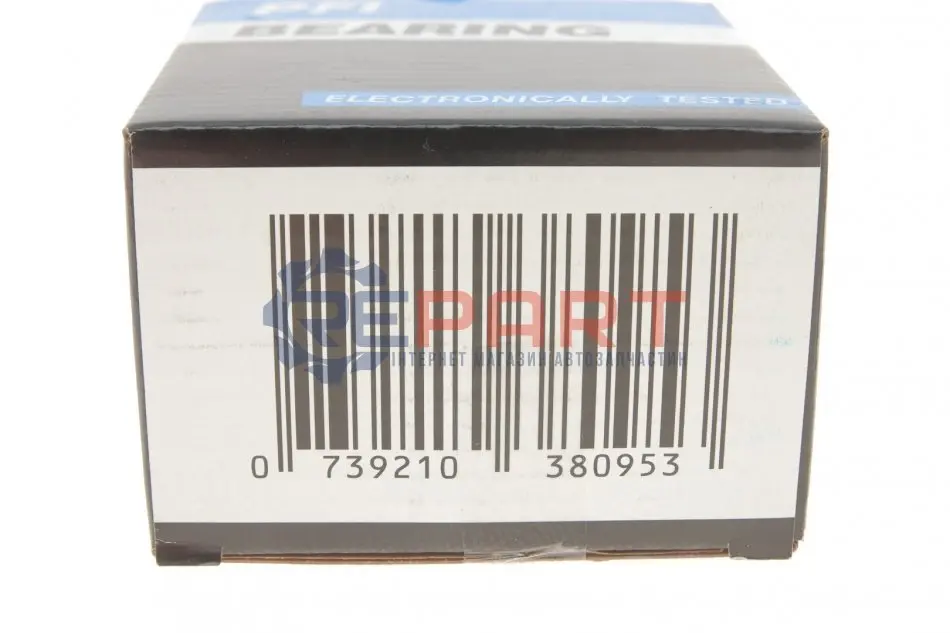 PFI
BEARING
ELECTRONICALLY TESTED
REPART
ІНТЕРНЕТ МАГАЗИН АВТОЗАПЧАСТИН
0 739210 380953